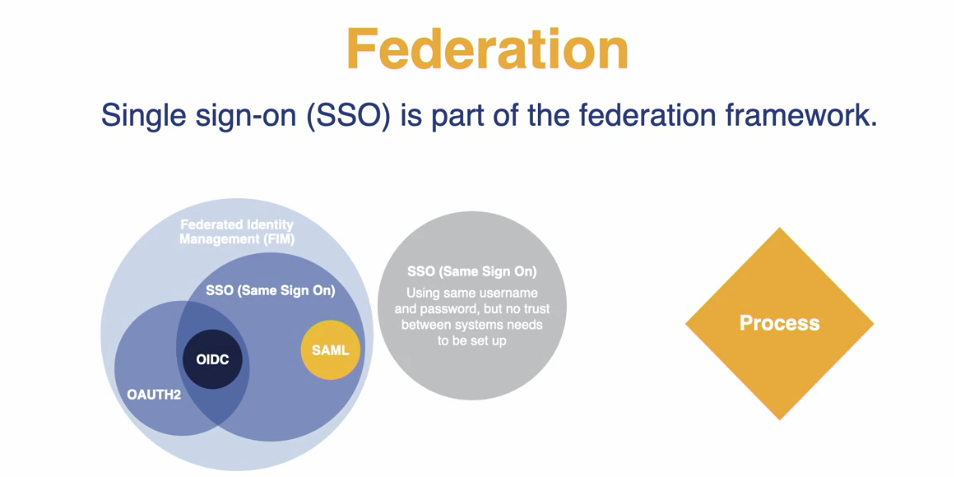 Federation
Single sign-on (SSO) is part of the federation framework.
Federated Identity
Management (FIM)
SSO (Same Sign On)
OIDC
SAML
OAUTH2
SSO (Same Sign On)
Using same username
and password, but no trust
between systems needs
to be set up
Process